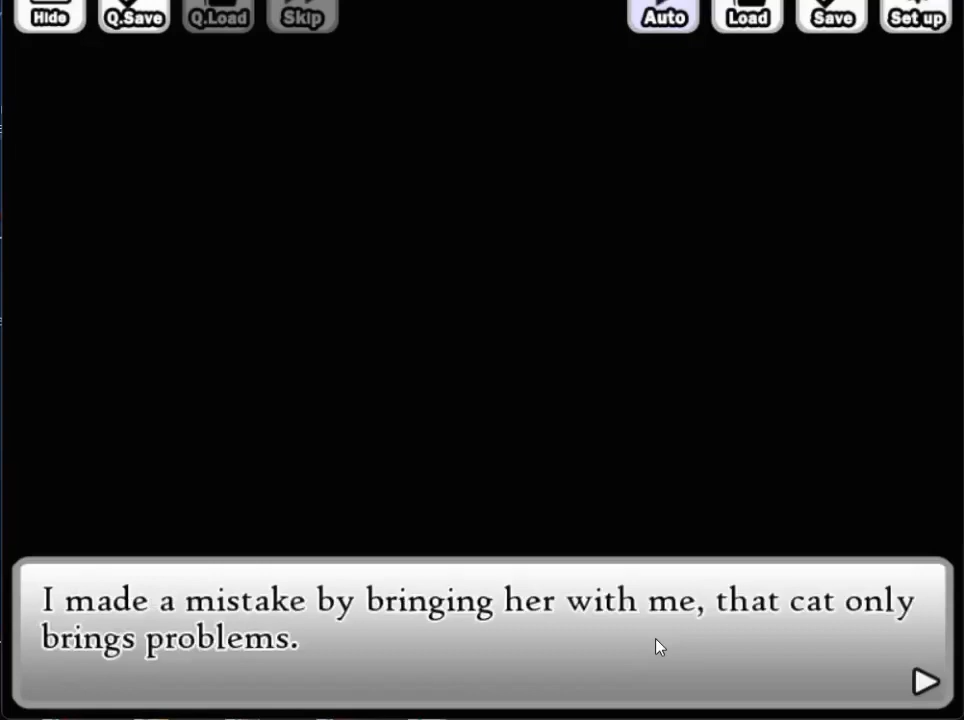 Hide Q.Save Q.Load Skip Auto Load Save Set up
I made a mistake by bringing her with me, that cat only
brings problems.